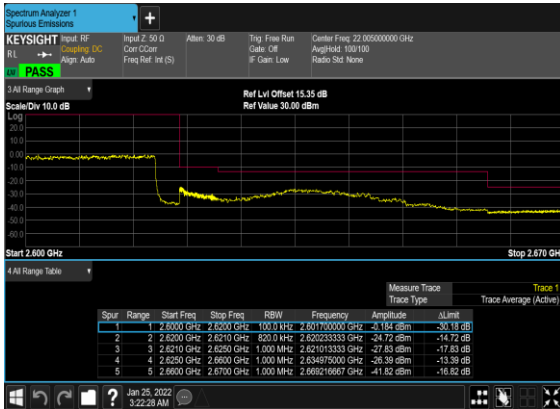 Spectrum Analyzer 1
Spurious Emissions
+
KEYSIGHT Input: RF Input Z: 50 Ω Atten: 30 dB Trig: Free Run Center Freq: 22.005000000 GHz
RL Coupling: DC Corr CCorr Gate: Off Avg|Hold: 100/100
Align: Auto Freq Ref: Int (S) IF Gain: Low Radio Std: None
PASS
3 All Range Graph
Ref Lvl Offset 15.35 dB
Scale/Div 10.0 dB Ref Value 30.00 dBm
Log
20.0
10.0
0.00
-10.0
-20.0
-30.0
-40.0
-50.0
-60.0
Start 2.600 GHz Stop 2.670 GH
4 All Range Table
Measure Trace Trace 1
Trace Type Trace Average (Active)
Spur Range Start Freq Stop Freq RBW Frequency Amplitude ΔLimit
1 1 2.6000 GHz 2.6200 GHz 100.0 kHz 2.601700000 GHz -0.184 dBm -30.18 dB
2 2 2.6200 GHz 2.6210 GHz 820.0 kHz 2.620233333 GHz -24.72 dBm -14.72 dB
3 3 2.6210 GHz 2.6250 GHz 1.000 MHz 2.621013333 GHz -27.83 dBm -17.83 dB
4 4 2.6250 GHz 2.6600 GHz 1.000 MHz 2.634975000 GHz -26.39 dBm -13.39 dB
5 5 2.6600 GHz 2.6700 GHz 1.000 MHz 2.669216667 GHz -41.82 dBm -16.82 dB
? Jan 25, 2022
3:22:28 AM